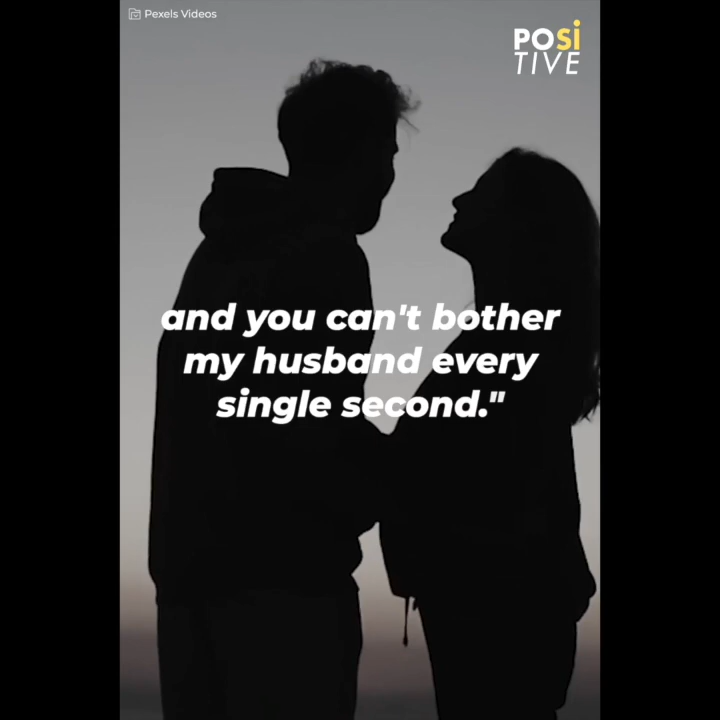 Pexels Videos
POSi
TIVE
and you can't bother
my husband every
single second."